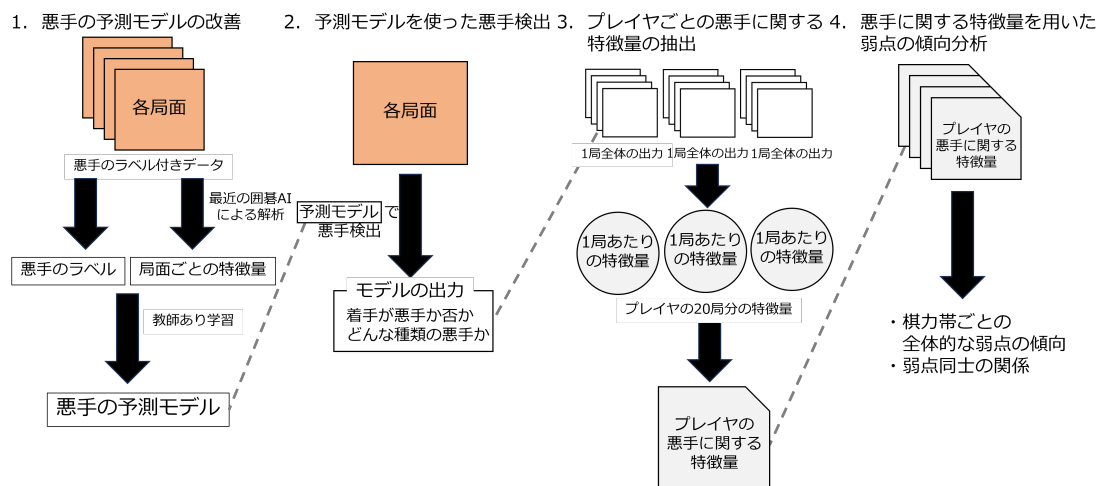 1. 悪手の予測モデルの改善
各局面
悪手のラベル付きデータ
最近の囲碁AI
による解析
悪手のラベル
局面ごとの特徴量
教師あり学習
悪手の予測モデル
2. 予測モデルを使った悪手検出
各局面
予測モデルで
悪手検出
モデルの出力
着手が悪手か否か
どんな種類の悪手か
3. プレイヤごとの悪手に関する
特徴量の抽出
1局全体の出力
1局全体の出力
1局全体の出力
1局あたり
の特徴量
1局あたり
の特徴量
1局あたり
の特徴量
プレイヤの20局分の特徴量
プレイヤの
悪手に関する
特徴量
4. 悪手に関する特徴量を用いた
弱点の傾向分析
プレイヤの
悪手に関する
特徴量
・棋力帯ごとの
全体的な弱点の傾向
・弱点同士の関係